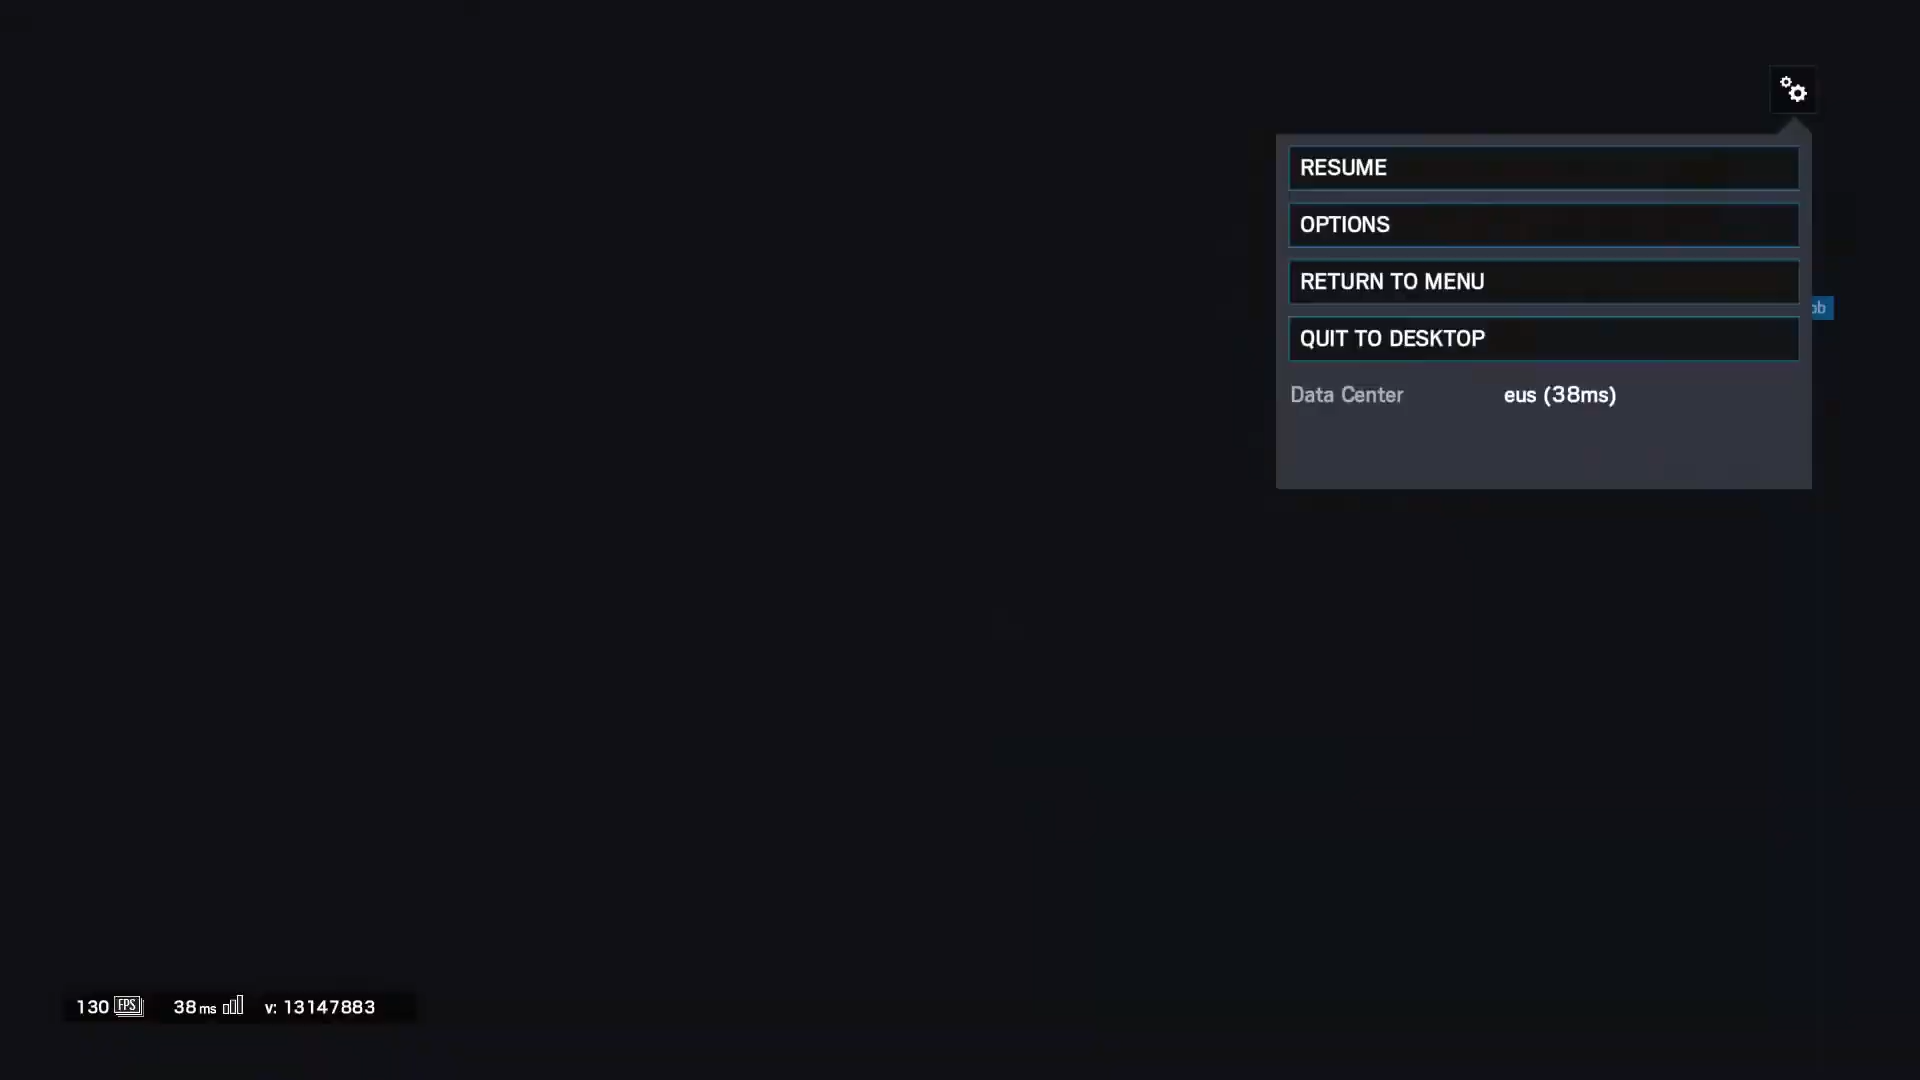 RESUME
OPTIONS
RETURN TO MENU
QUIT TO DESKTOP
Data Center eus (38ms)
130 FPS 38 ms v: 13147883